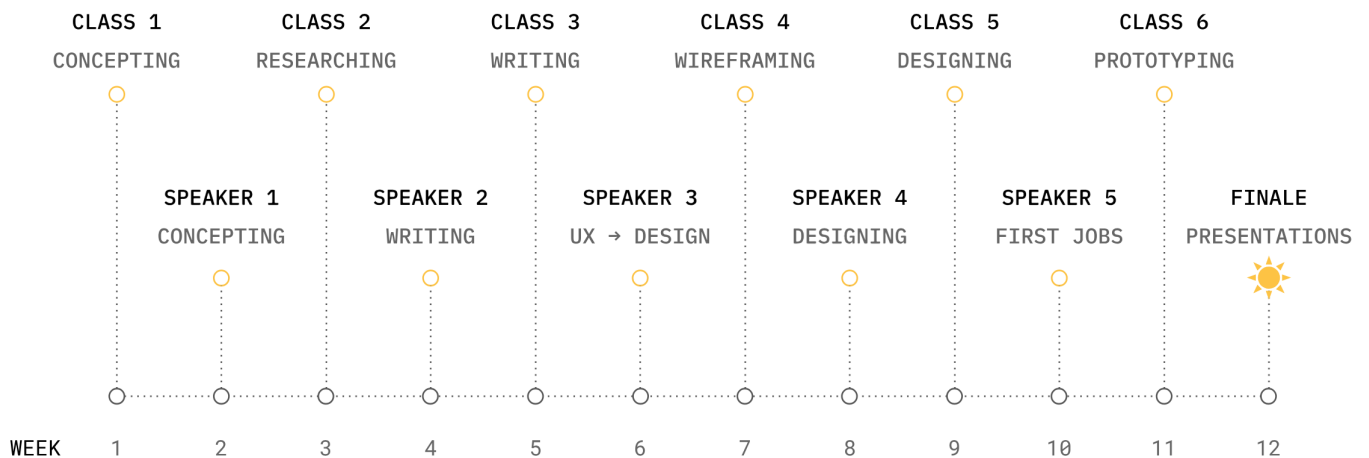 CLASS 1 CLASS 2 CLASS 3 CLASS 4 CLASS 5 CLASS 6
CONCEPTING RESEARCHING WRITING WIREFRAMING DESIGNING PROTOTYPING
SPEAKER 1 SPEAKER 2 SPEAKER 3 SPEAKER 4 SPEAKER 5 FINALE
CONCEPTING WRITING UX → DESIGN DESIGNING FIRST JOBS PRESENTATIONS
WEEK 1 2 3 4 5 6 7 8 9 10 11 12